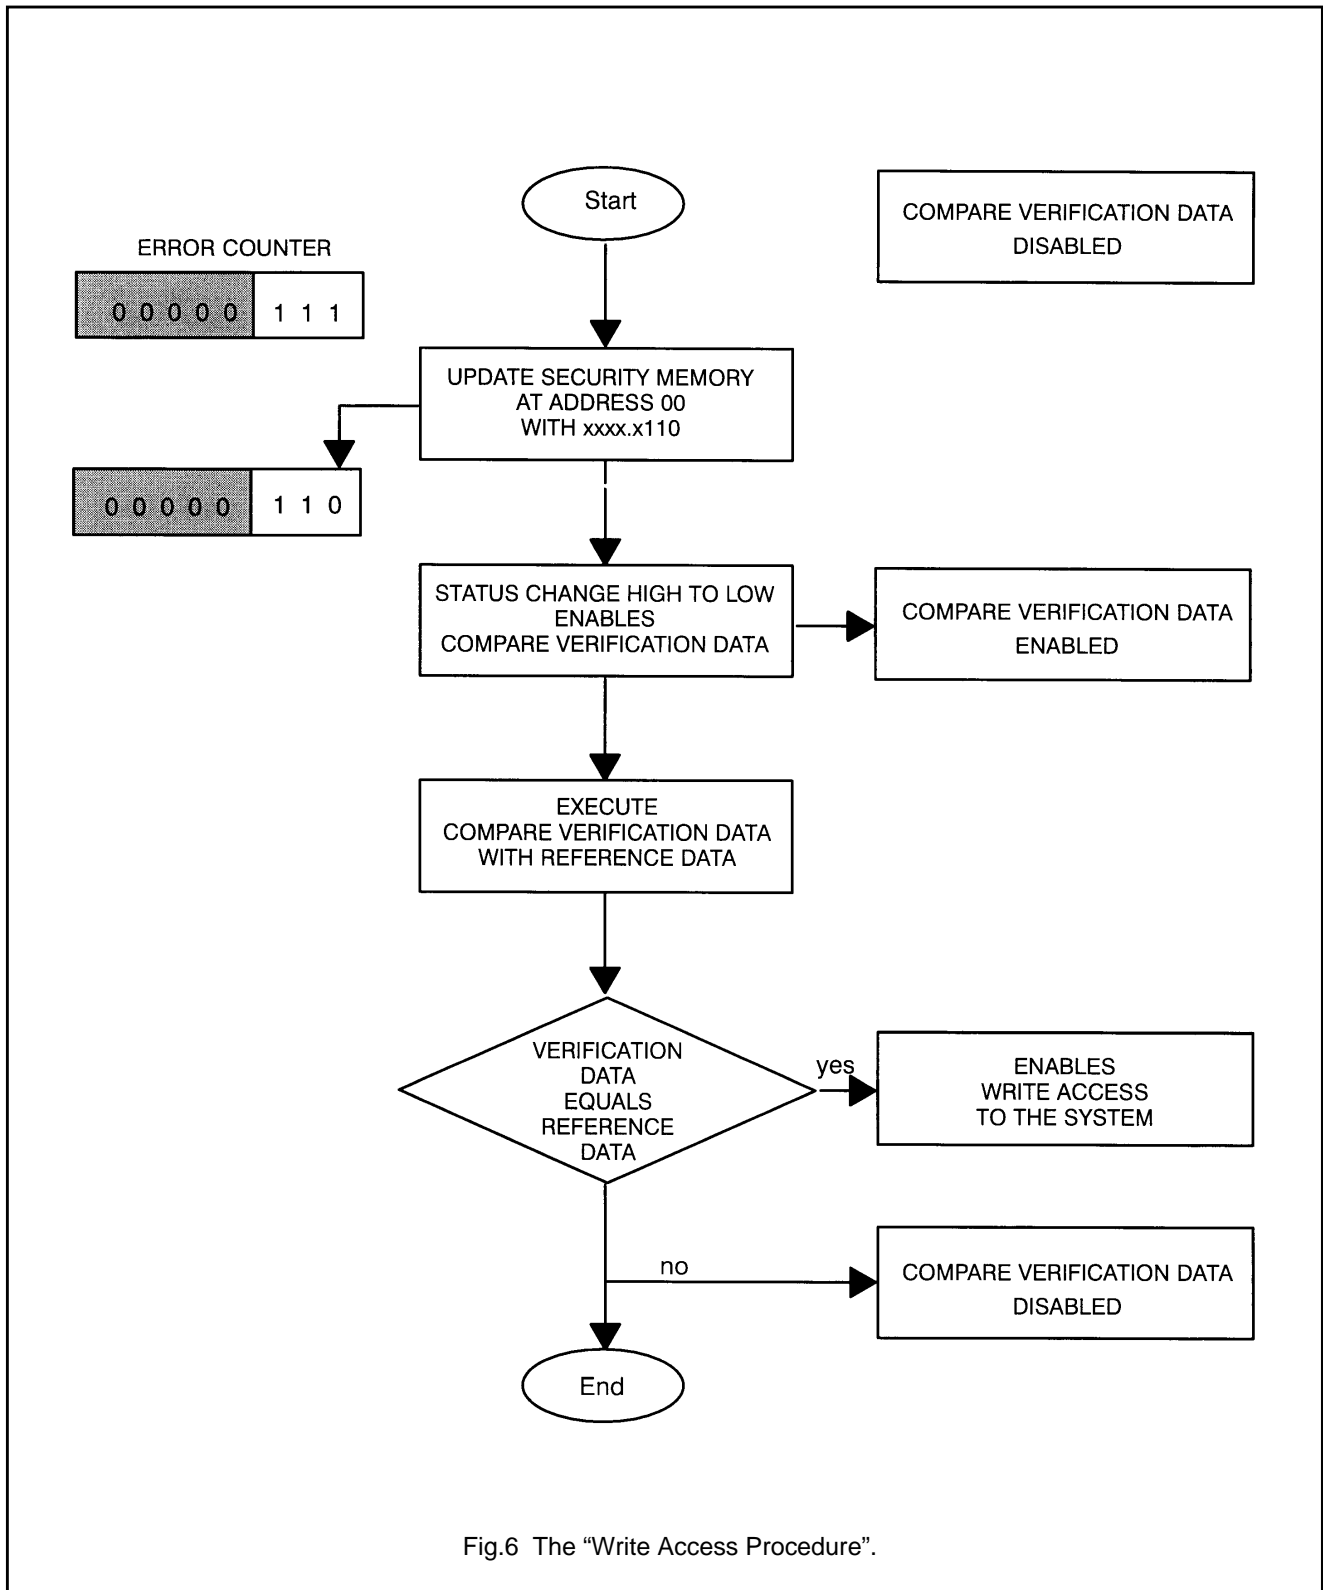 Start
COMPARE VERIFICATION DATA
DISABLED
ERROR COUNTER
0 0 0 0 0 1 1 1
UPDATE SECURITY MEMORY
AT ADDRESS 00
WITH xxxx.x110
0 0 0 0 0 1 1 0
STATUS CHANGE HIGH TO LOW
ENABLES
COMPARE VERIFICATION DATA
COMPARE VERIFICATION DATA
ENABLED
EXECUTE
COMPARE VERIFICATION DATA
WITH REFERENCE DATA
VERIFICATION
DATA
EQUALS
REFERENCE
DATA
yes
ENABLES
WRITE ACCESS
TO THE SYSTEM
no
COMPARE VERIFICATION DATA
DISABLED
End
Fig.6 The “Write Access Procedure”.